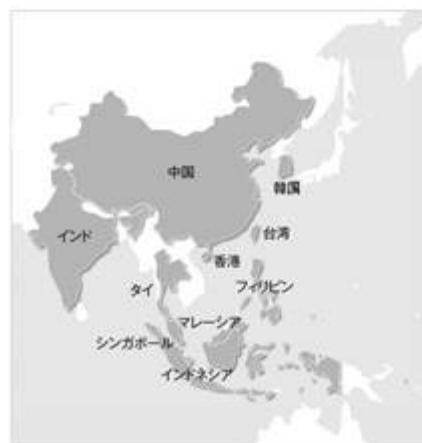 中国
韓国
インド
台湾
香港
タイ
フィリピン
マレーシア
シンガポール
インドネシア